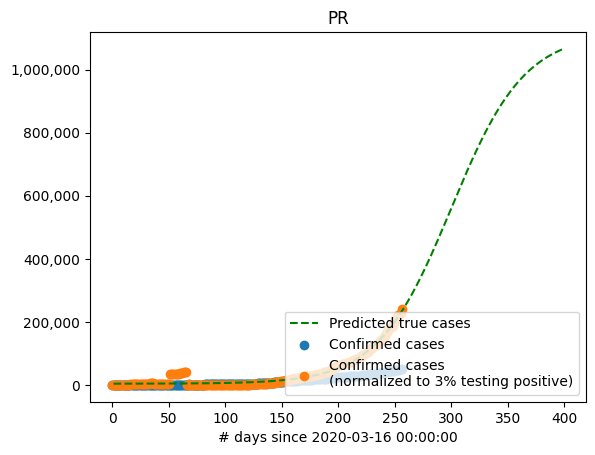 PR
1,000,000
800,000
600,000
400,000
200,000
0
Predicted true cases
Confirmed cases
Confirmed cases
(normalized to 3% testing positive)
0 50 100 150 200 250 300 350 400
# days since 2020-03-16 00:00:00